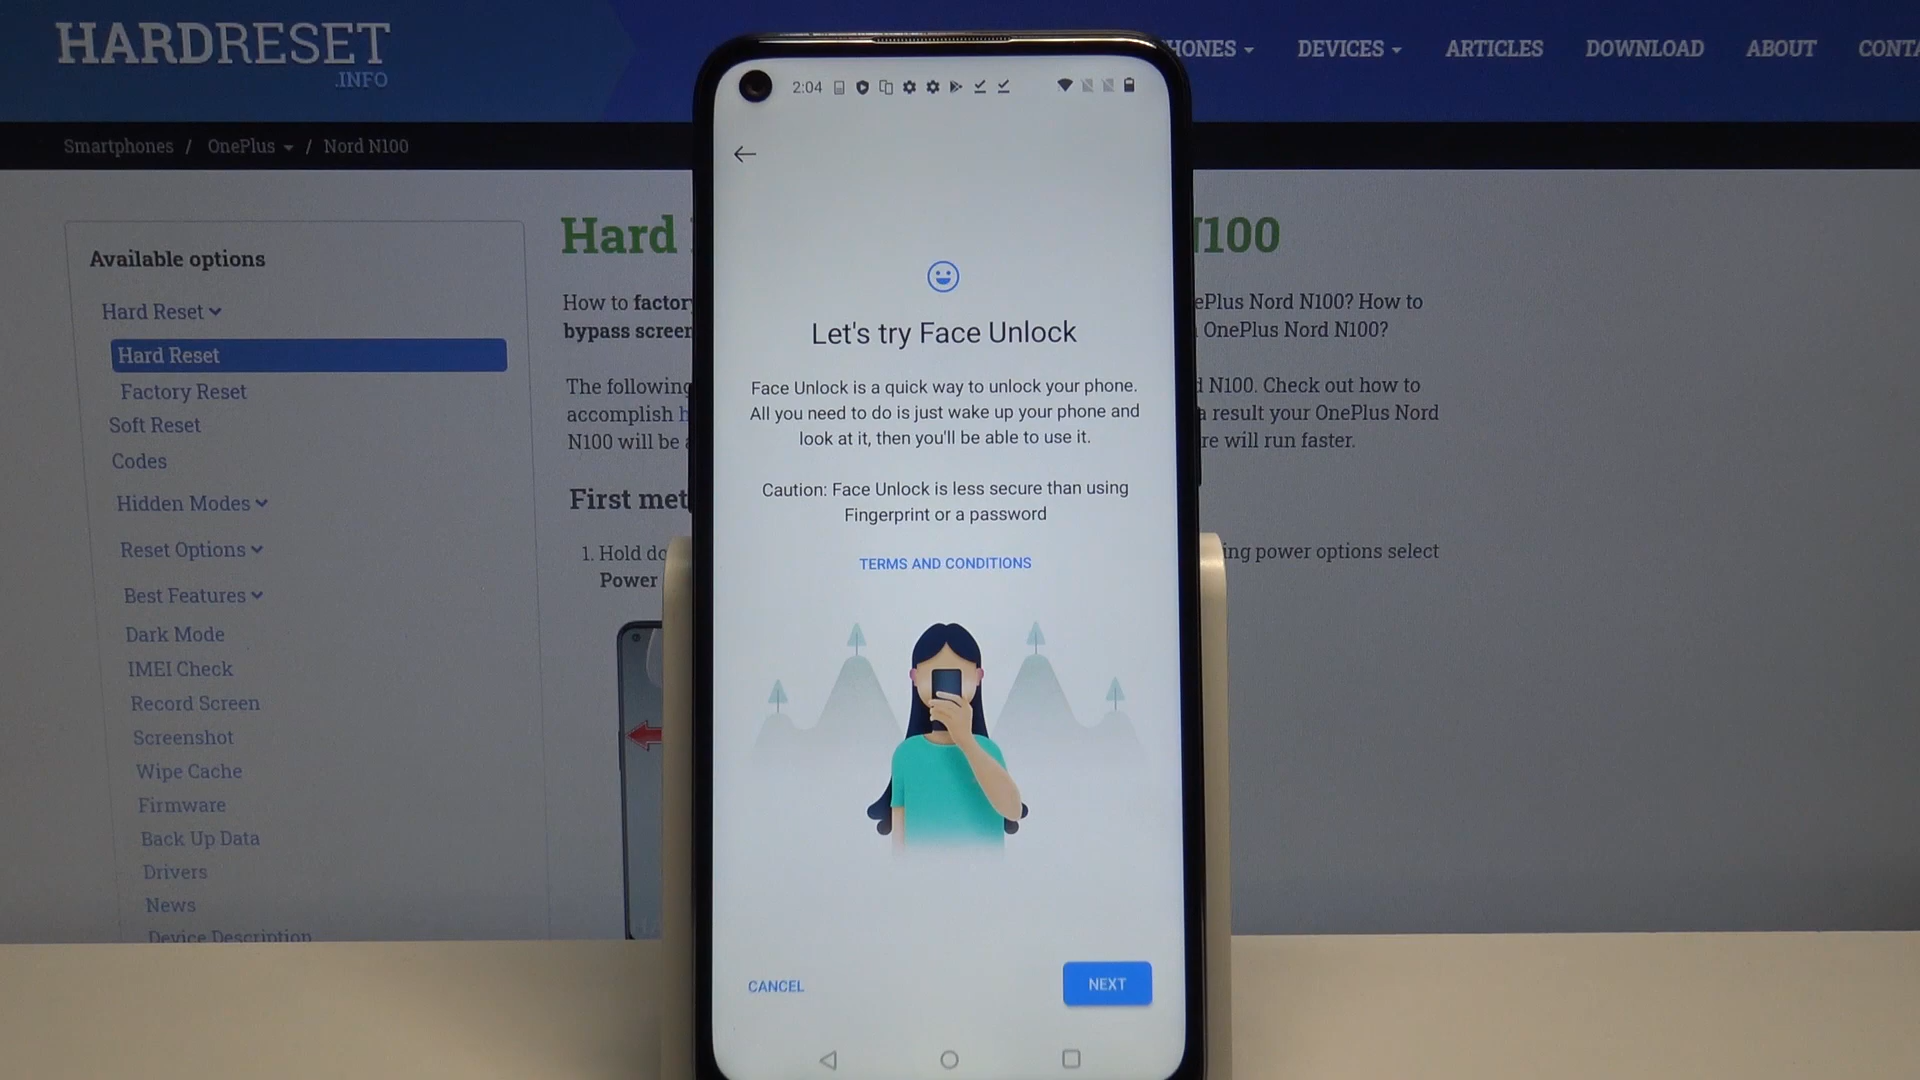 HARDRESET
.INFO
HONES
DEVICES
ARTICLES
DOWNLOAD
ABOUT
CONTA
Smartphones / OnePlus / Nord N100
Available options
Hard Reset
Hard Reset
Factory Reset
Soft Reset
Codes
Hidden Modes
Reset Options
Best Features
Dark Mode
IMEI Check
Record Screen
Screenshot
Wipe Cache
Firmware
Back Up Data
Drivers
News
Device Description
Hard N100
How to factory ePlus Nord N100? How to
bypass screen OnePlus Nord N100?
The following d N100. Check out how to
accomplish h a result your OnePlus Nord
N100 will be a re will run faster.
First met
1. Hold do ing power options select
Power
2:04
Let's try Face Unlock
Face Unlock is a quick way to unlock your phone.
All you need to do is just wake up your phone and
look at it, then you'll be able to use it.
Caution: Face Unlock is less secure than using
Fingerprint or a password
TERMS AND CONDITIONS
CANCEL
NEXT